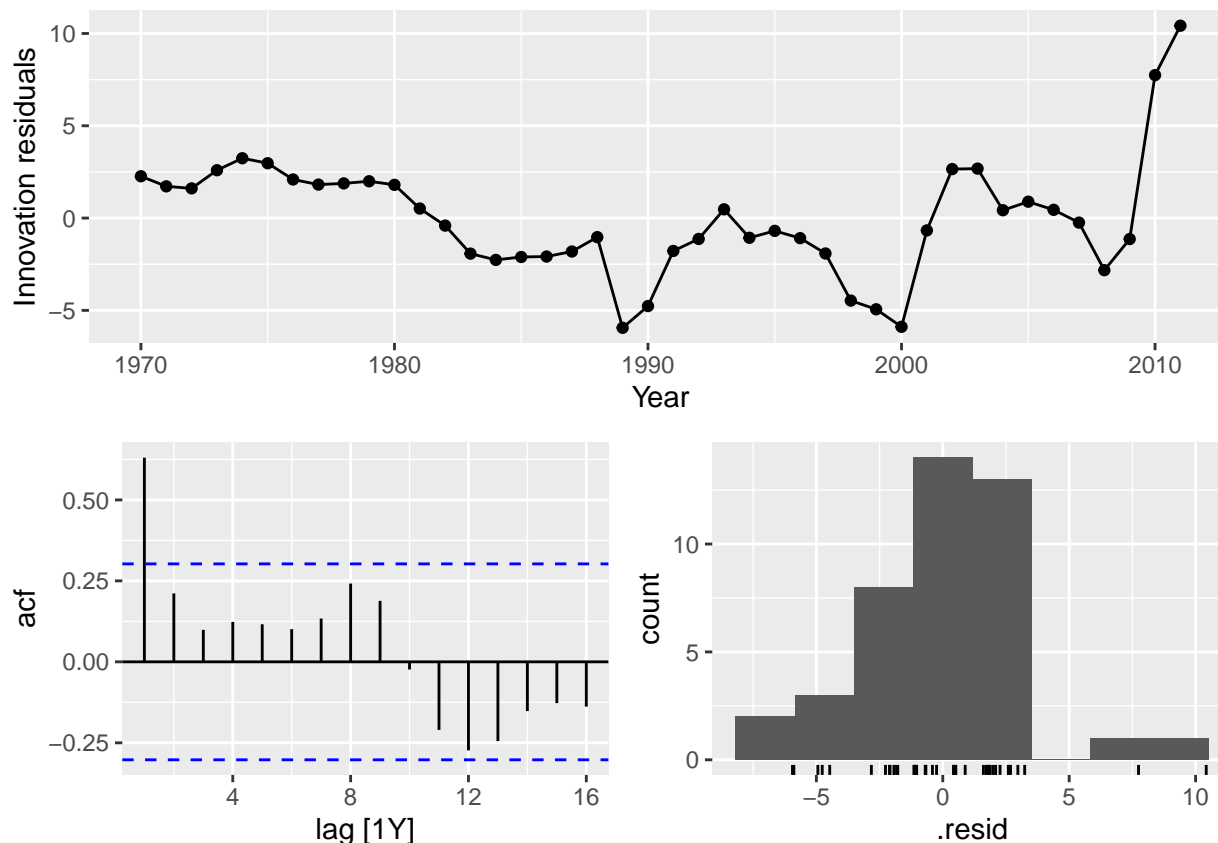 10
5
0
−5
Innovation residuals
1970 1980 1990 2000 2010
Year
0.50
0.25
0.00
−0.25
acf
4 8 12 16
lag [1Y]
10
5
0
count
−5 0 5 10
.resid